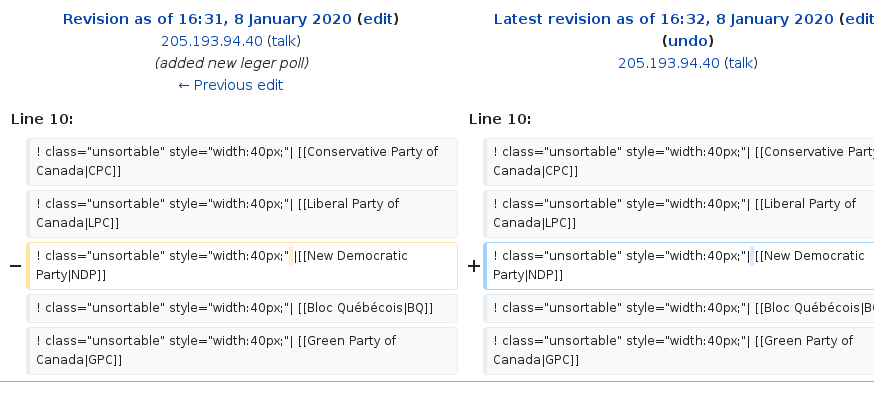 Revision as of 16:31, 8 January 2020 (edit)
205.193.94.40 (talk)
(added new leger poll)
← Previous edit
Latest revision as of 16:32, 8 January 2020 (edit
(undo)
205.193.94.40 (talk)
Line 10:
Line 10:
! class="unsortable" style="width:40px;"| [[Conservative Party of
Canada|CPC]]
! class="unsortable" style="width:40px;"| [[Conservative Party
Canada|CPC]]
! class="unsortable" style="width:40px;"| [[Liberal Party of
Canada|LPC]]
! class="unsortable" style="width:40px;"| [[Liberal Party of
Canada|LPC]]
−
! class="unsortable" style="width:40px;" |[[New Democratic
Party|NDP]]
+
! class="unsortable" style="width:40px;"| [[New Democratic
Party|NDP]]
! class="unsortable" style="width:40px;"| [[Bloc Québécois|BQ]]
! class="unsortable" style="width:40px;"| [[Bloc Québécois|B
! class="unsortable" style="width:40px;"| [[Green Party of
Canada|GPC]]
! class="unsortable" style="width:40px;"| [[Green Party of
Canada|GPC]]